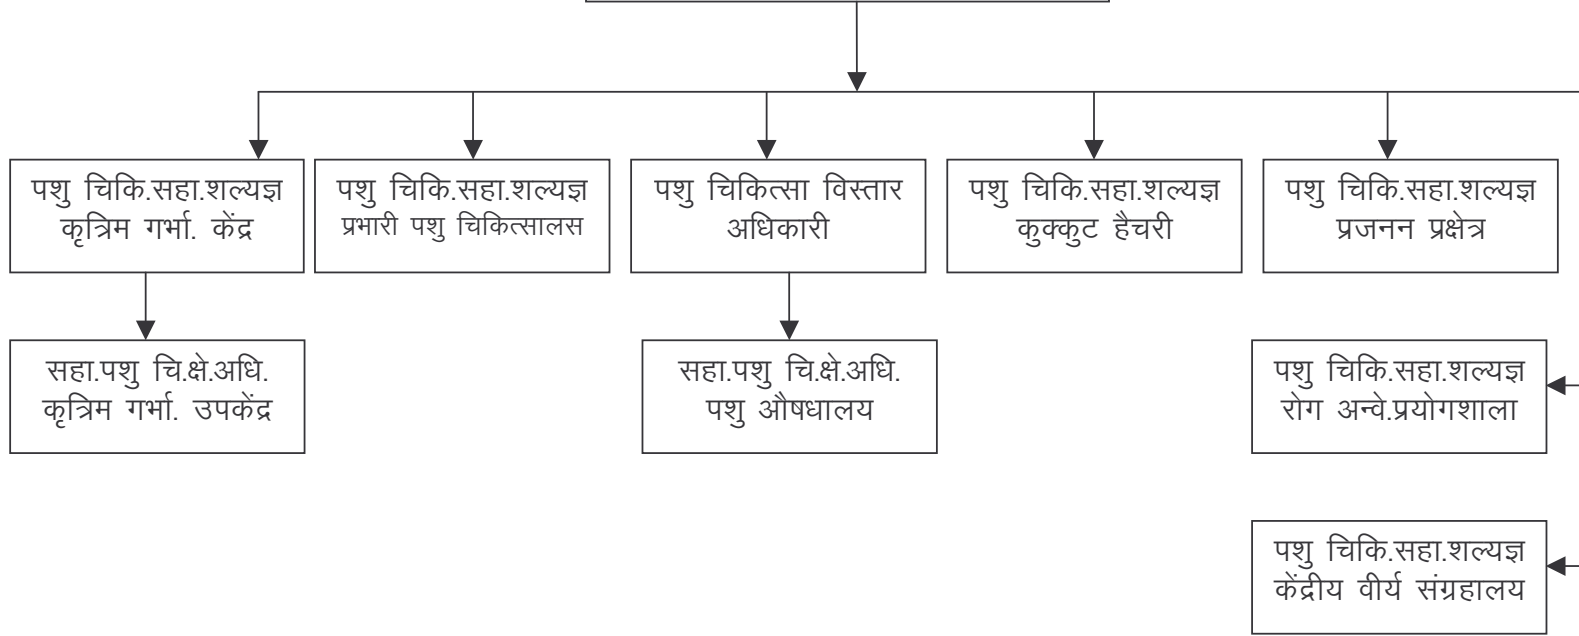 पशु चिकि.सहा.शल्यज्ञ
कृत्रिम गर्भा. केंद्र
पशु चिकि.सहा.शल्यज्ञ
प्रभारी पशु चिकित्सालस
पशु चिकित्सा विस्तार
अधिकारी
पशु चिकि.सहा.शल्यज्ञ
कुक्कुट हैचरी
पशु चिकि.सहा.शल्यज्ञ
प्रजनन प्रक्षेत्र
सहा.पशु चि.क्षे.अधि.
कृत्रिम गर्भा. उपकेंद्र
सहा.पशु चि.क्षे.अधि.
पशु औषधालय
पशु चिकि.सहा.शल्यज्ञ
रोग अन्वे.प्रयोगशाला
पशु चिकि.सहा.शल्यज्ञ
केंद्रीय वीर्य संग्रहालय